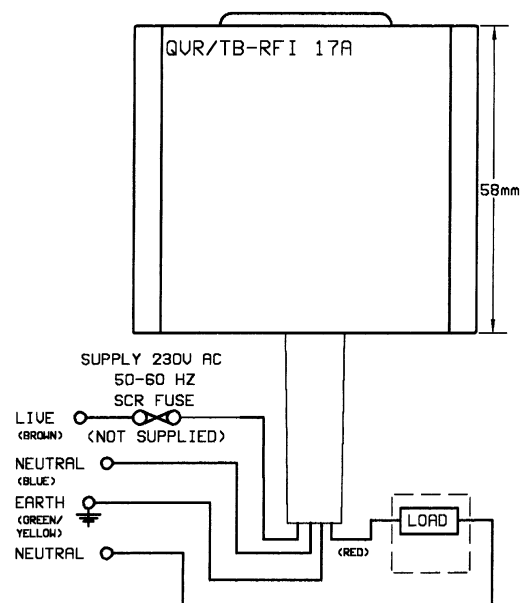 QVR/TB-RFI 17A
58mm
SUPPLY 230V AC
50-60 HZ
SCR FUSE
(NOT SUPPLIED)
LIVE
(BROWN)
NEUTRAL
(BLUE)
EARTH
(GREEN/
YELLOW)
NEUTRAL
(RED)
LOAD